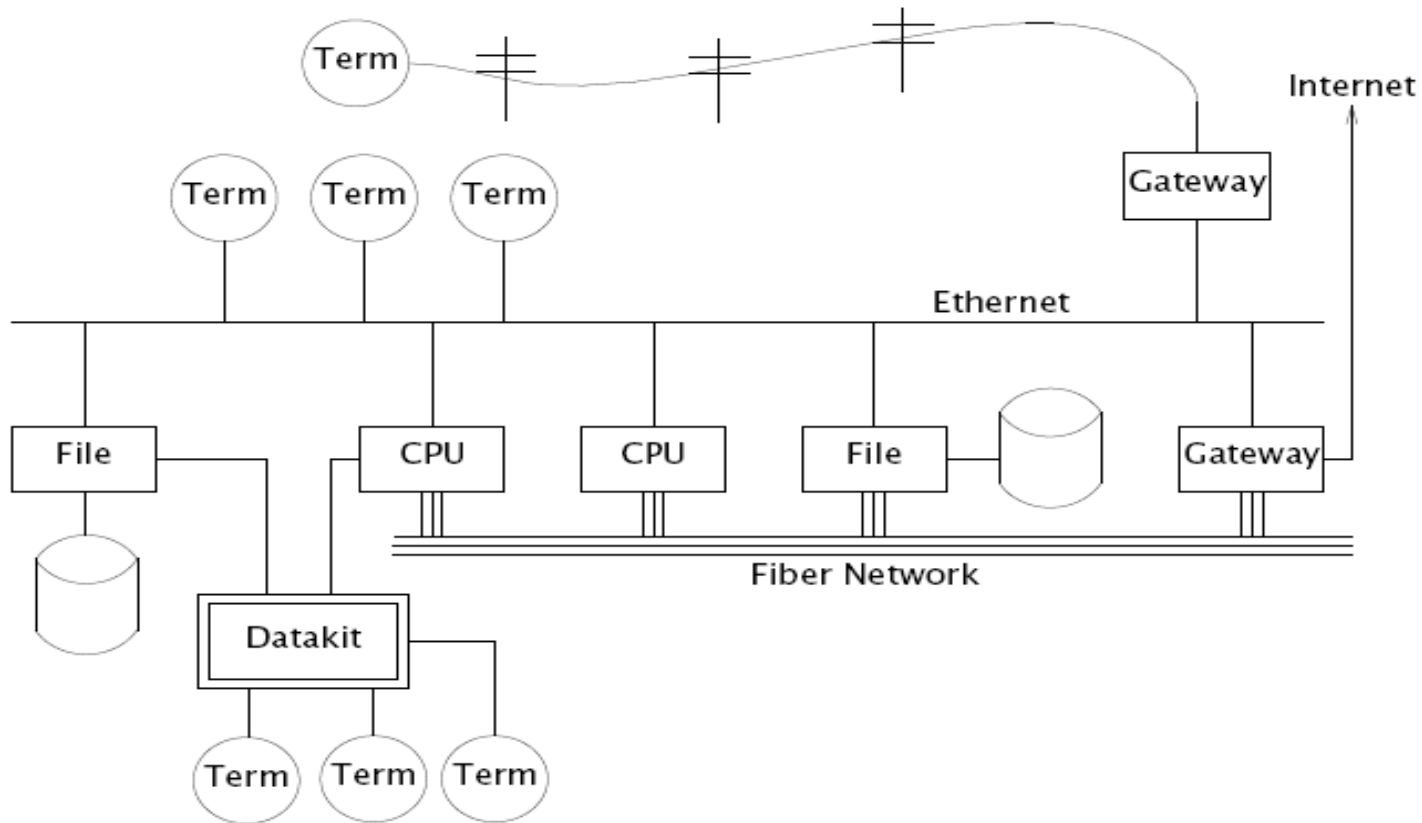 Term
Internet
Gateway
Term
Term
Term
Ethernet
File
CPU
CPU
File
Gateway
Fiber Network
Datakit
Term
Term
Term